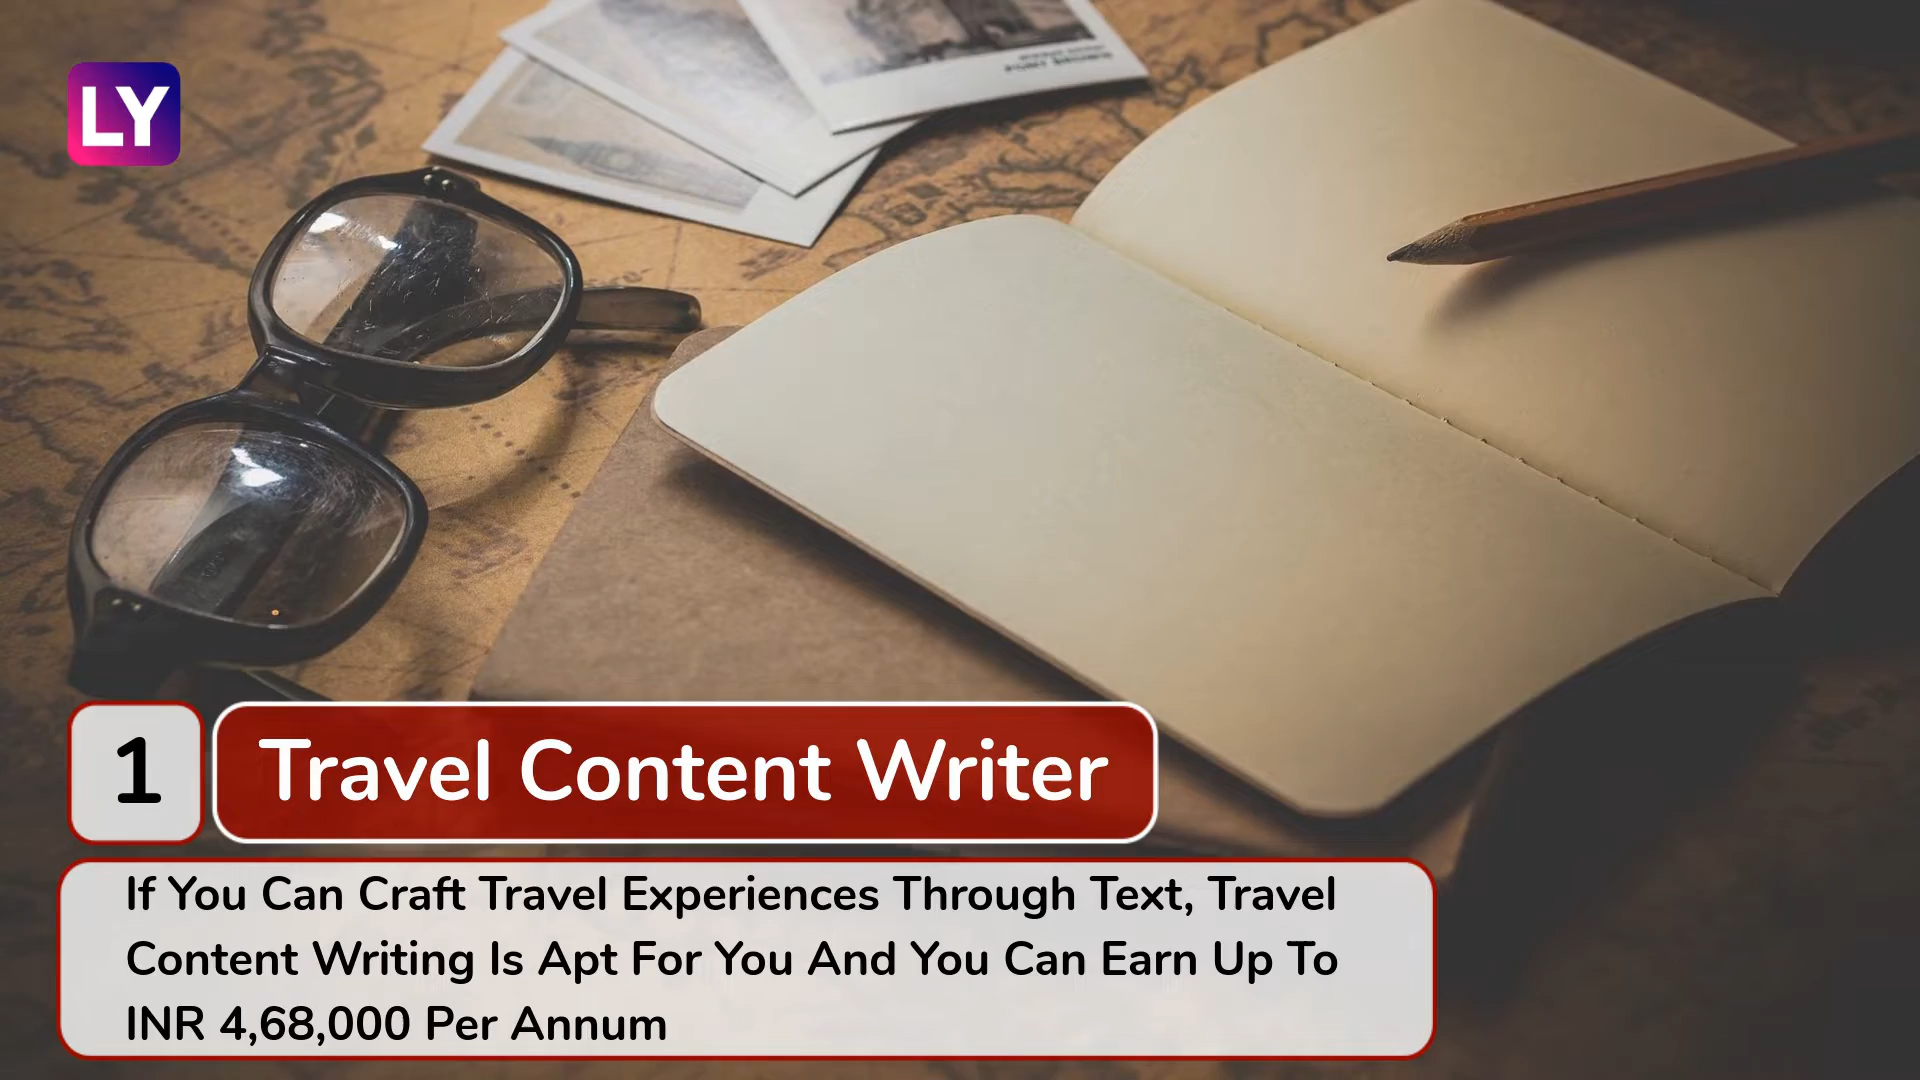 LY
1
Travel Content Writer
If You Can Craft Travel Experiences Through Text, Travel
Content Writing Is Apt For You And You Can Earn Up To
INR 4,68,000 Per Annum